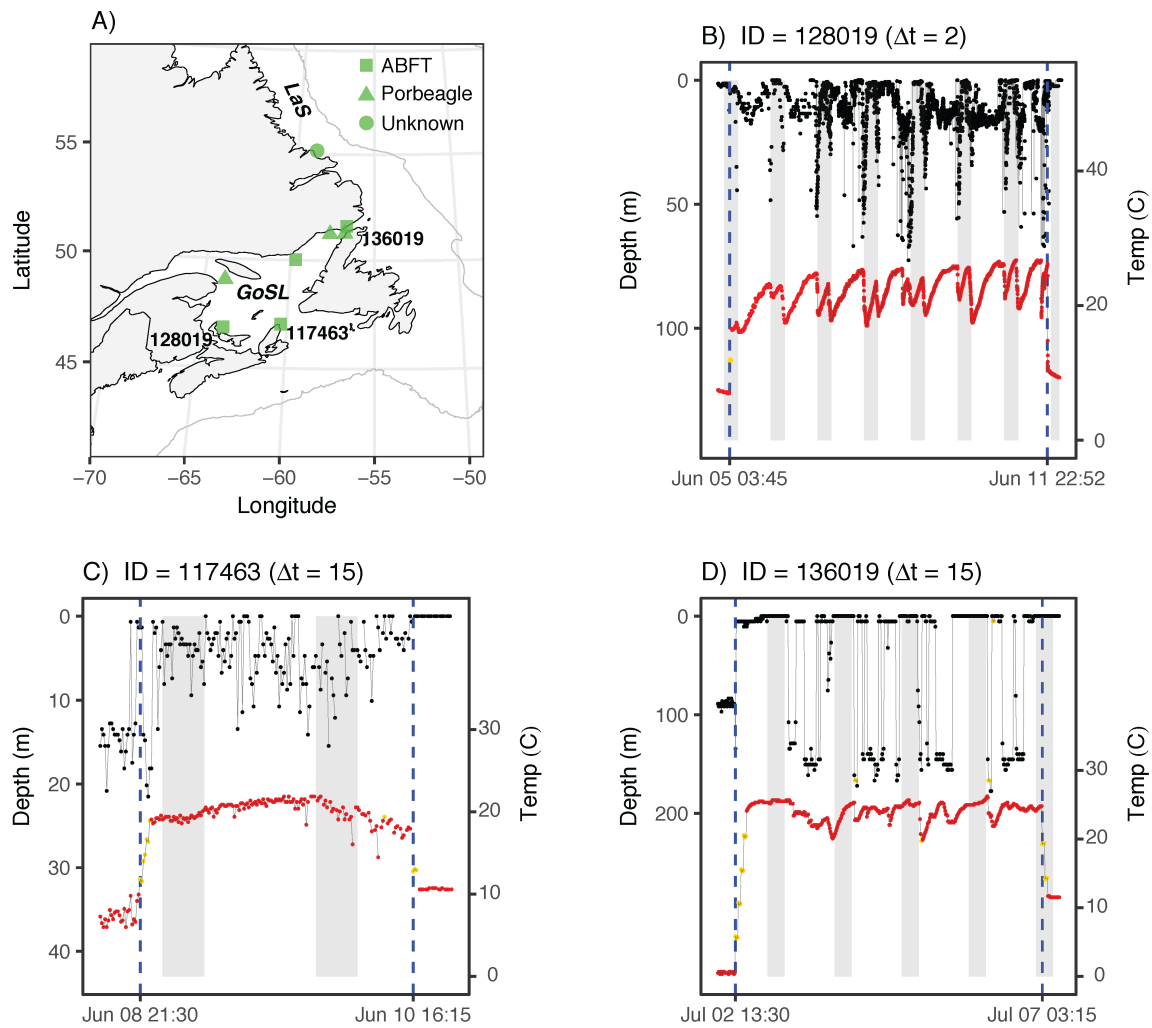 A)
ABFT
Porbeagle
Unknown
LaS
GoSL
136019
128019
117463
55
50
45
Latitude
−70
−65
−60
−55
−50
Longitude
B) ID = 128019 (Δt = 2)
0
50
100
Depth (m)
40
20
0
Temp (C)
Jun 05 03:45
Jun 11 22:52
C) ID = 117463 (Δt = 15)
0
10
20
30
40
Depth (m)
30
20
10
0
Temp (C)
Jun 08 21:30
Jun 10 16:15
D) ID = 136019 (Δt = 15)
0
100
200
Depth (m)
30
20
10
0
Temp (C)
Jul 02 13:30
Jul 07 03:15